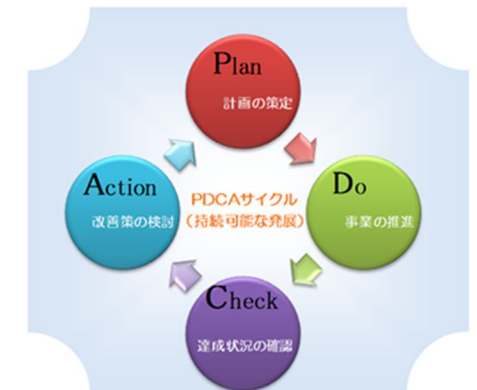 Plan
計画の策定
Action
改善策の検討
PDCAサイクル
(持続可能な発展)
Do
事業の推進
Check
達成状況の確認